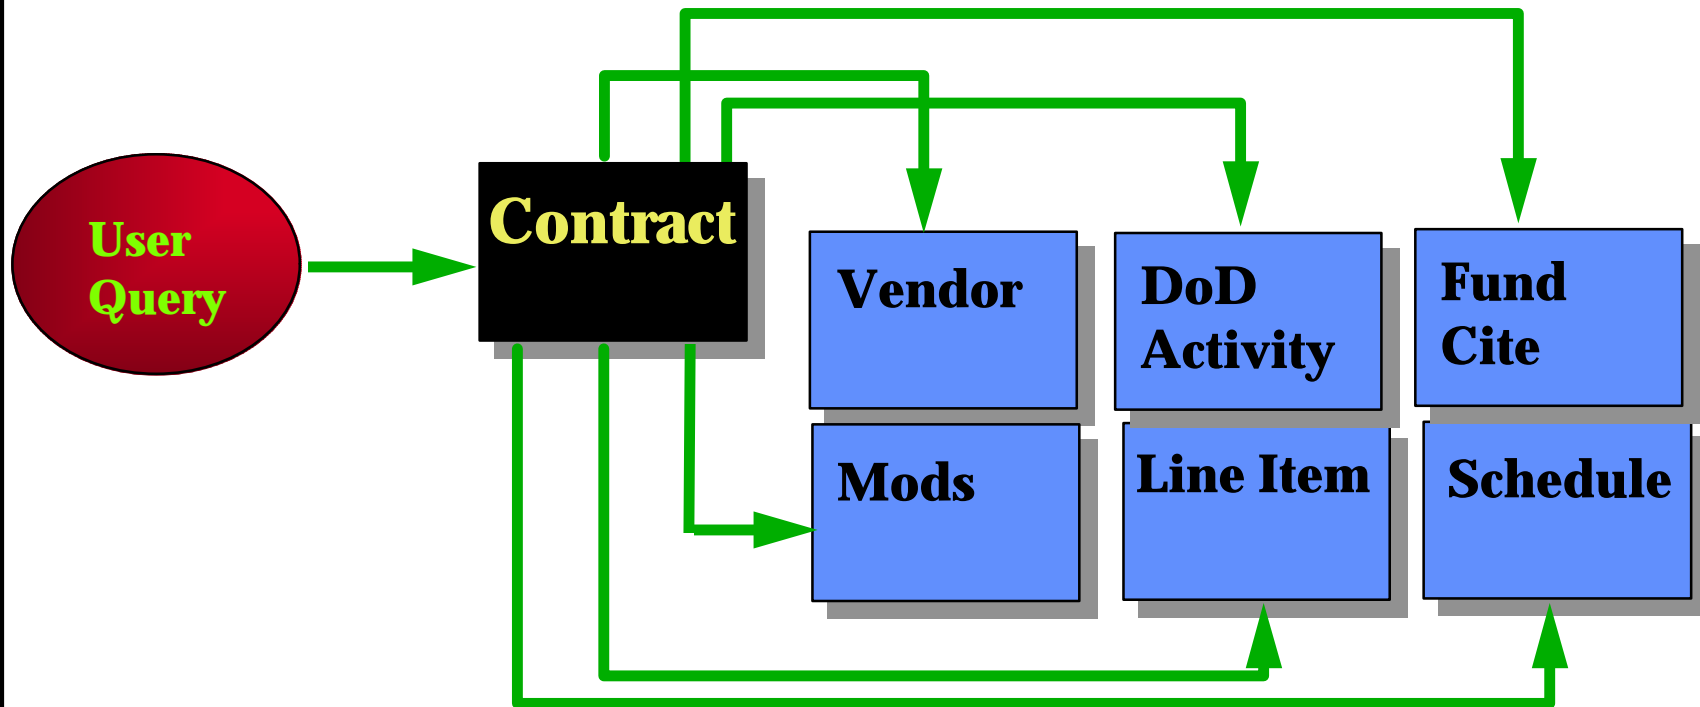 User
Query
Contract
Vendor
DoD
Activity
Fund
Cite
Mods
Line Item
Schedule